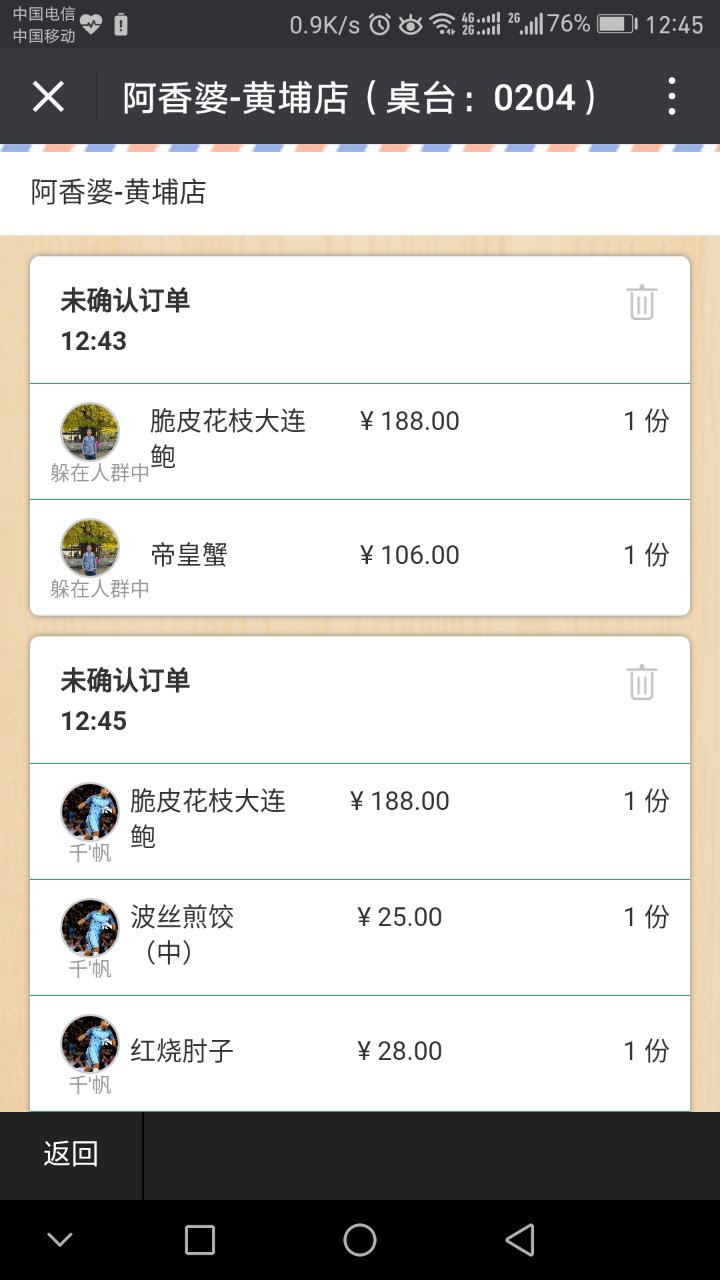 中国电信
中国移动
0.9K/s 4G 2G 2G 76% 12:45
阿香婆-黄埔店（桌台：0204）
阿香婆-黄埔店
未确认订单
12:43
脆皮花枝大连鲍 ¥ 188.00 1 份
躲在人群中
帝皇蟹 ¥ 106.00 1 份
躲在人群中
未确认订单
12:45
脆皮花枝大连鲍 ¥ 188.00 1 份
千'帆
波丝煎饺（中） ¥ 25.00 1 份
千'帆
红烧肘子 ¥ 28.00 1 份
千'帆
返回